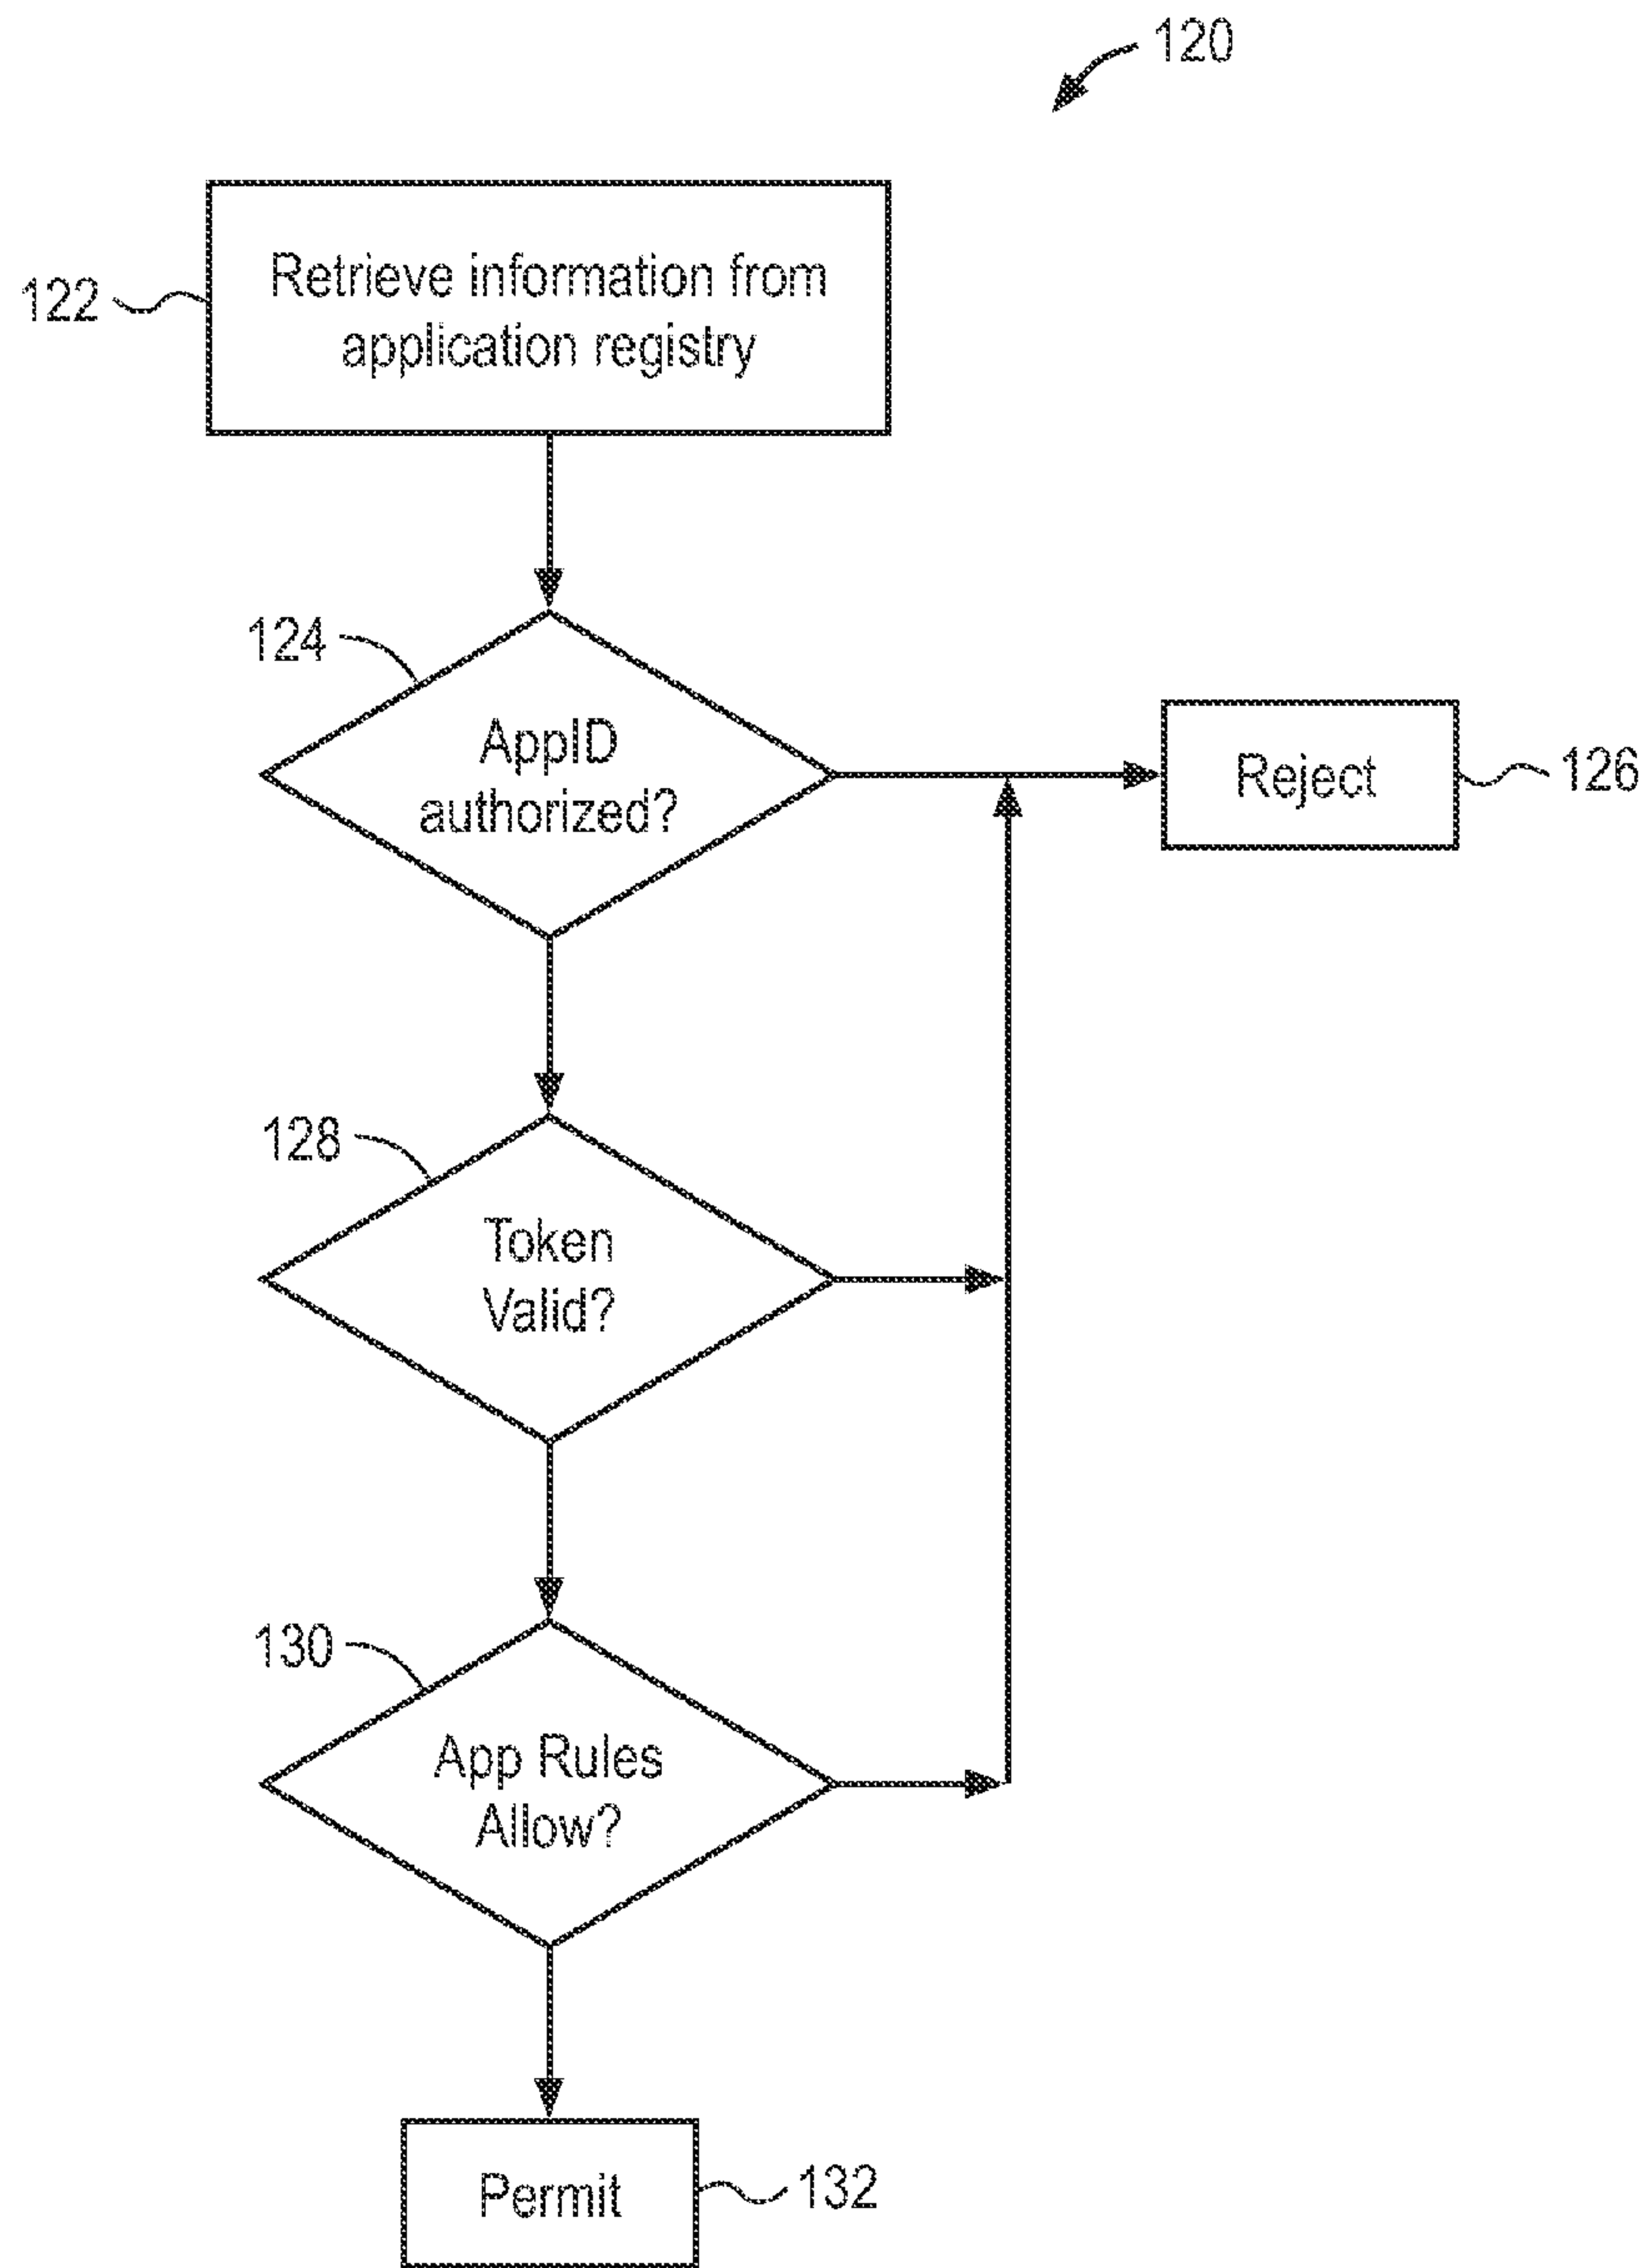 120
122
Retrieve information from
application registry
124
AppID
authorized?
Reject
126
128
Token
Valid?
130
App Rules
Allow?
Permit
132